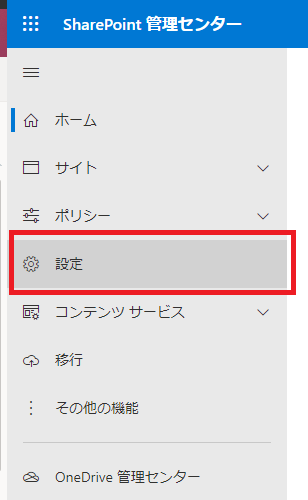 SharePoint 管理センター
ホーム
サイト
ポリシー
設定
コンテンツ サービス
移行
その他の機能
OneDrive 管理センター